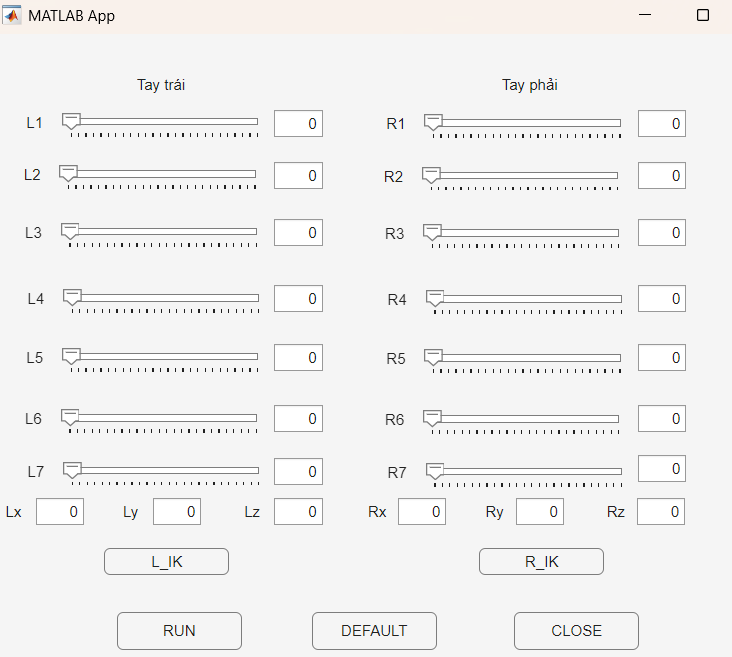 MATLAB App
Tay trái Tay phải
L1 0 R1 0
L2 0 R2 0
L3 0 R3 0
L4 0 R4 0
L5 0 R5 0
L6 0 R6 0
L7 0 R7 0
Lx 0 Ly 0 Lz 0 Rx 0 Ry 0 Rz 0
L_IK R_IK
RUN DEFAULT CLOSE